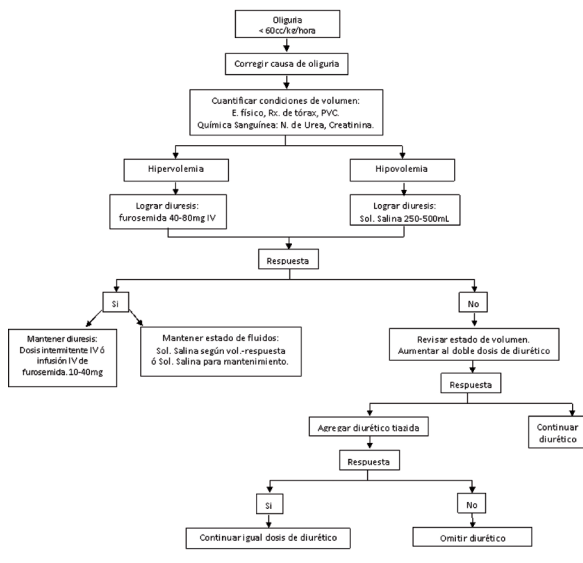 Oliguria
< 60cc/kg/hora
Corregir causa de oliguria
Cuantificar condiciones de volumen:
E. físico, Rx. de tórax, PVC.
Química Sanguínea: N. de Urea, Creatinina.
Hipervolemia
Hipovolemia
Lograr diuresis:
furosemida 40-80mg IV
Lograr diuresis:
Sol. Salina 250-500mL
Respuesta
Si
No
Mantener diuresis:
Dosis intermitente IV ó
infusión IV de
furosemida. 10-40mg
Mantener estado de fluidos:
Sol. Salina según vol.-respuesta
ó Sol. Salina para mantenimiento.
Revisar estado de volumen.
Aumentar al doble dosis de diurético
Respuesta
Agregar diurético tiazida
Continuar
diurético
Respuesta
Si
No
Continuar igual dosis de diurético
Omitir diurético